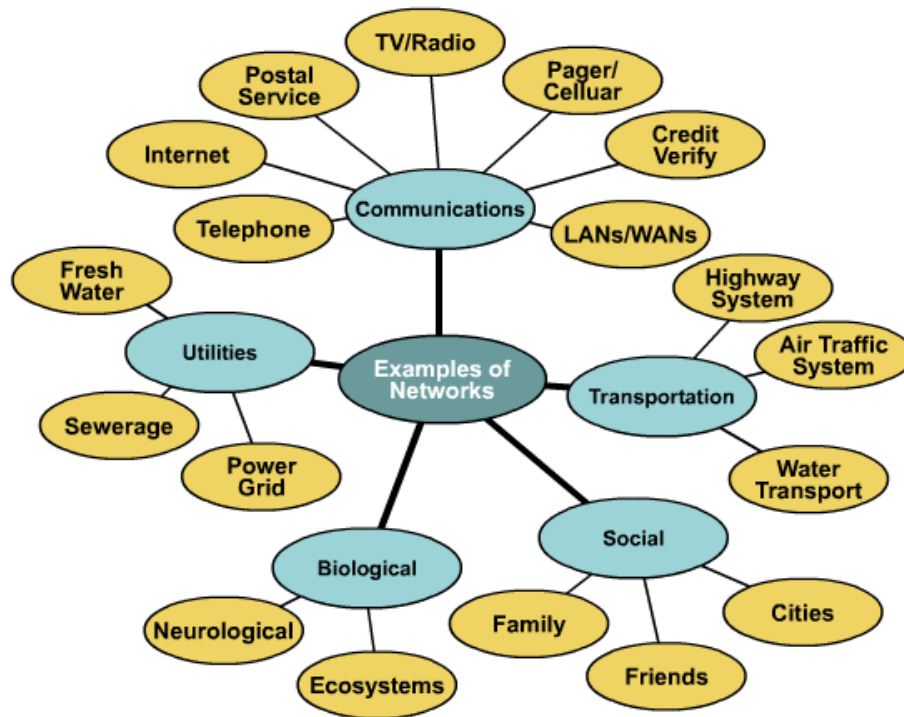 TV/Radio
Postal
Service
Pager/
Celluar
Internet
Credit
Verify
Telephone
Communications
LANs/WANs
Fresh
Water
Highway
System
Utilities
Examples of
Networks
Air Traffic
System
Transportation
Sewerage
Power
Grid
Water
Transport
Social
Biological
Neurological
Family
Cities
Ecosystems
Friends